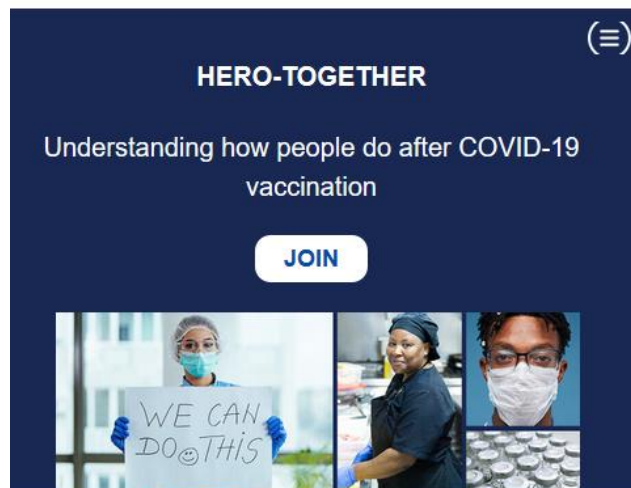 HERO-TOGETHER
Understanding how people do after COVID-19
vaccination
JOIN
WE CAN
DO☺THIS